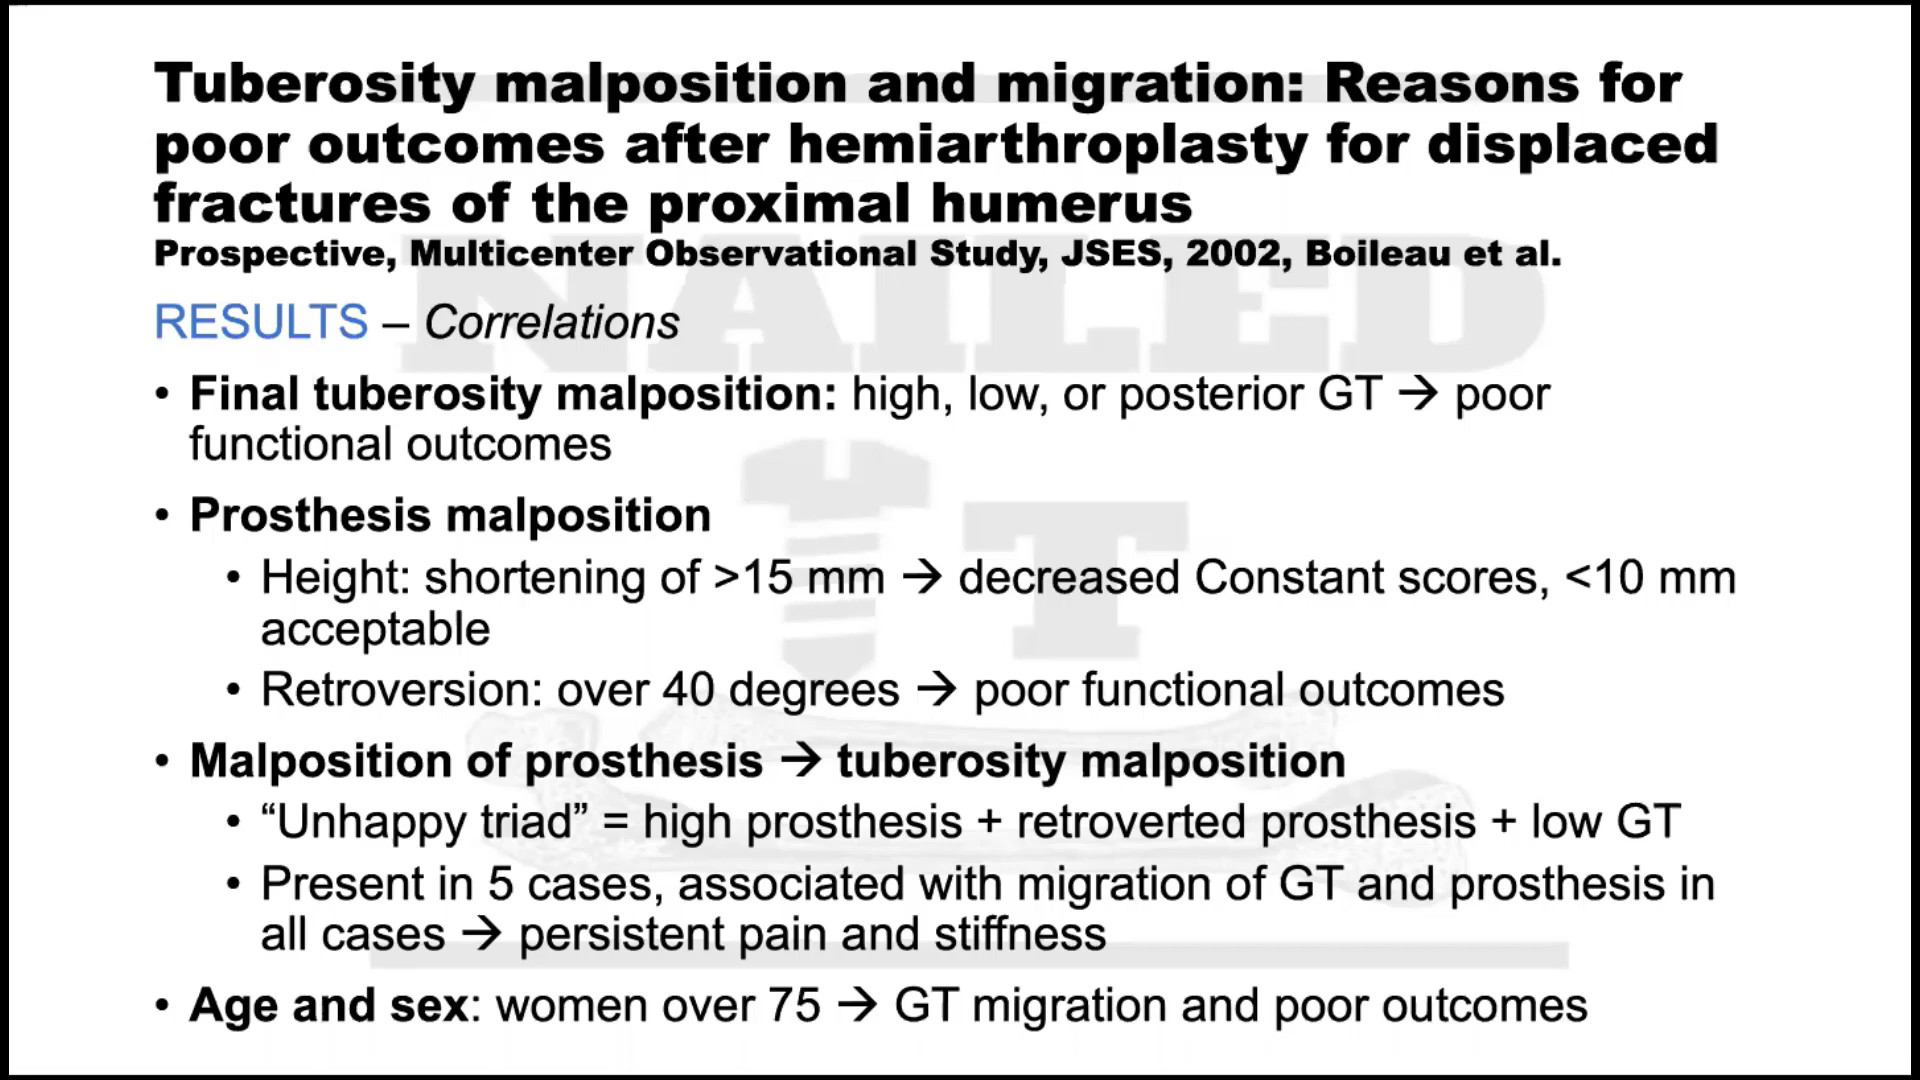 Tuberosity malposition and migration: Reasons for
poor outcomes after hemiarthroplasty for displaced
fractures of the proximal humerus
Prospective, Multicenter Observational Study, JSES, 2002, Boileau et al.
RESULTS – Correlations
• Final tuberosity malposition: high, low, or posterior GT → poor
functional outcomes
• Prosthesis malposition
• Height: shortening of >15 mm → decreased Constant scores, <10 mm
acceptable
• Retroversion: over 40 degrees → poor functional outcomes
• Malposition of prosthesis → tuberosity malposition
• “Unhappy triad” = high prosthesis + retroverted prosthesis + low GT
• Present in 5 cases, associated with migration of GT and prosthesis in
all cases → persistent pain and stiffness
• Age and sex: women over 75 → GT migration and poor outcomes
NAILED
IT